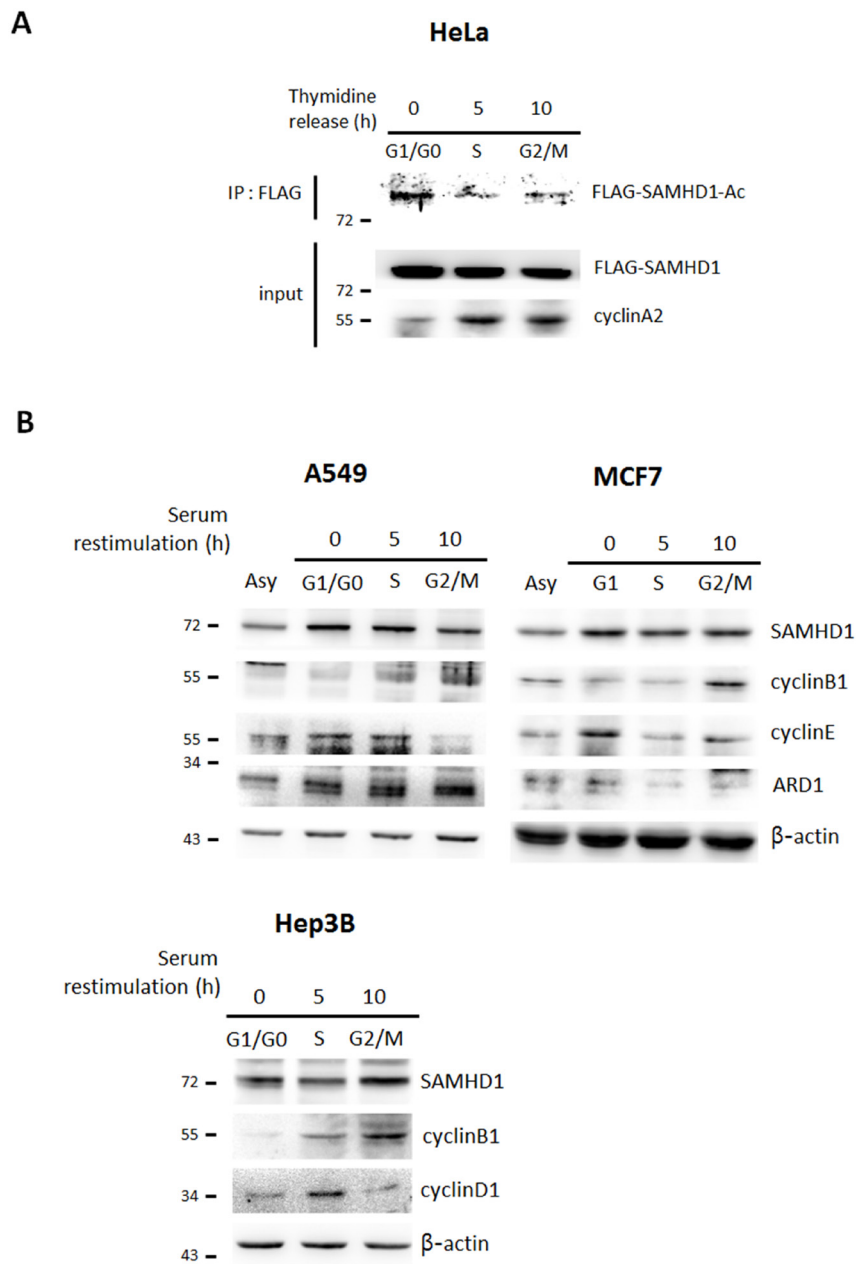 A
HeLa
Thymidine release (h)
0 5 10
G1/G0 S G2/M
IP : FLAG
FLAG-SAMHD1-Ac
72
input
FLAG-SAMHD1
72
55
cyclinA2
B
A549
MCF7
Serum restimulation (h)
0 5 10
0 5 10
Asy G1/G0 S G2/M
Asy G1 S G2/M
72
SAMHD1
55
cyclinB1
55
cyclinE
34
ARD1
43
β-actin
Hep3B
Serum restimulation (h)
0 5 10
G1/G0 S G2/M
72
SAMHD1
55
cyclinB1
34
cyclinD1
43
β-actin